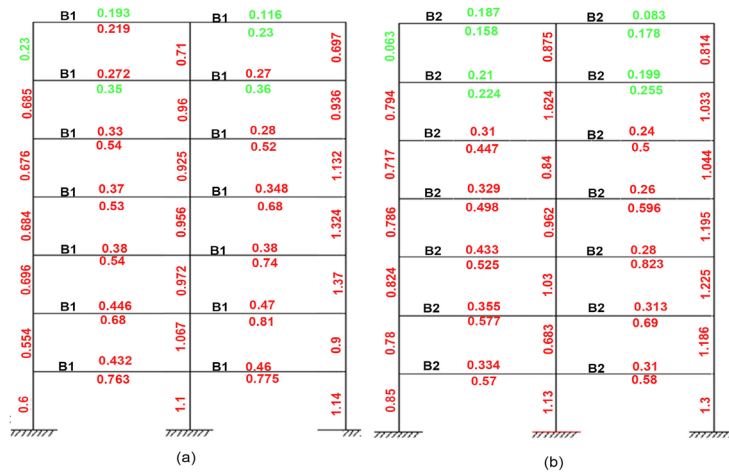 B1 0.193 B1 0.116
0.219 0.23
0.23 0.71 0.697
B1 0.272 B1 0.27
0.35 0.36
0.685 0.96 0.936
B1 0.33 B1 0.28
0.54 0.52
0.676 0.925 1.132
B1 0.37 B1 0.348
0.53 0.68
0.684 0.956 1.324
B1 0.38 B1 0.38
0.54 0.74
0.696 0.972 1.37
B1 0.446 B1 0.47
0.68 0.81
0.554 1.067 0.9
B1 0.432 B1 0.46
0.763 0.775
0.6 1.1 1.14
(a)
B2 0.187 B2 0.083
0.158 0.178
0.063 0.875 0.814
B2 0.21 B2 0.199
0.224 0.255
0.794 1.624 1.033
B2 0.31 B2 0.24
0.447 0.5
0.717 0.84 1.044
B2 0.329 B2 0.26
0.498 0.596
0.786 0.962 1.195
B2 0.433 B2 0.28
0.525 0.823
0.824 1.03 1.225
B2 0.355 B2 0.313
0.577 0.69
0.78 0.683 1.186
B2 0.334 B2 0.31
0.57 0.58
0.85 1.13 1.3
(b)